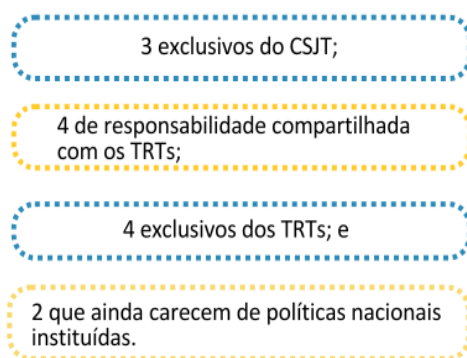 3 exclusivos do CSJT;
4 de responsabilidade compartilhada
com os TRTs;
4 exclusivos dos TRTs; e
2 que ainda carecem de políticas nacionais
instituídas.